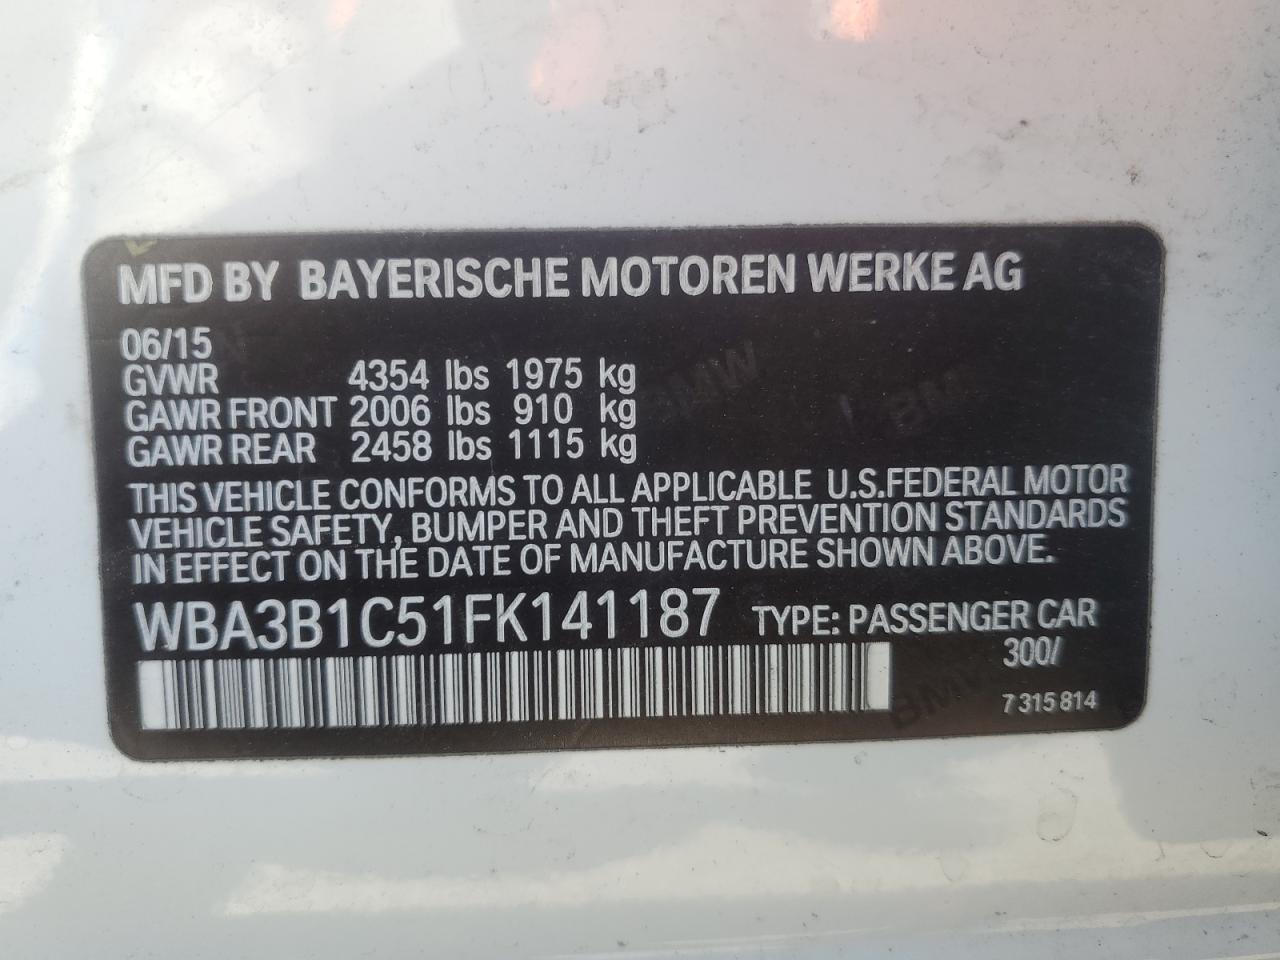 MFD BY BAYERISCHE MOTOREN WERKE AG
06/15
GVWR 4354 lbs 1975 kg
GAWR FRONT 2006 lbs 910 kg
GAWR REAR 2458 lbs 1115 kg
THIS VEHICLE CONFORMS TO ALL APPLICABLE U.S.FEDERAL MOTOR
VEHICLE SAFETY, BUMPER AND THEFT PREVENTION STANDARDS
IN EFFECT ON THE DATE OF MANUFACTURE SHOWN ABOVE.
WBA3B1C51FK141187 TYPE: PASSENGER CAR
300/
7 315 814